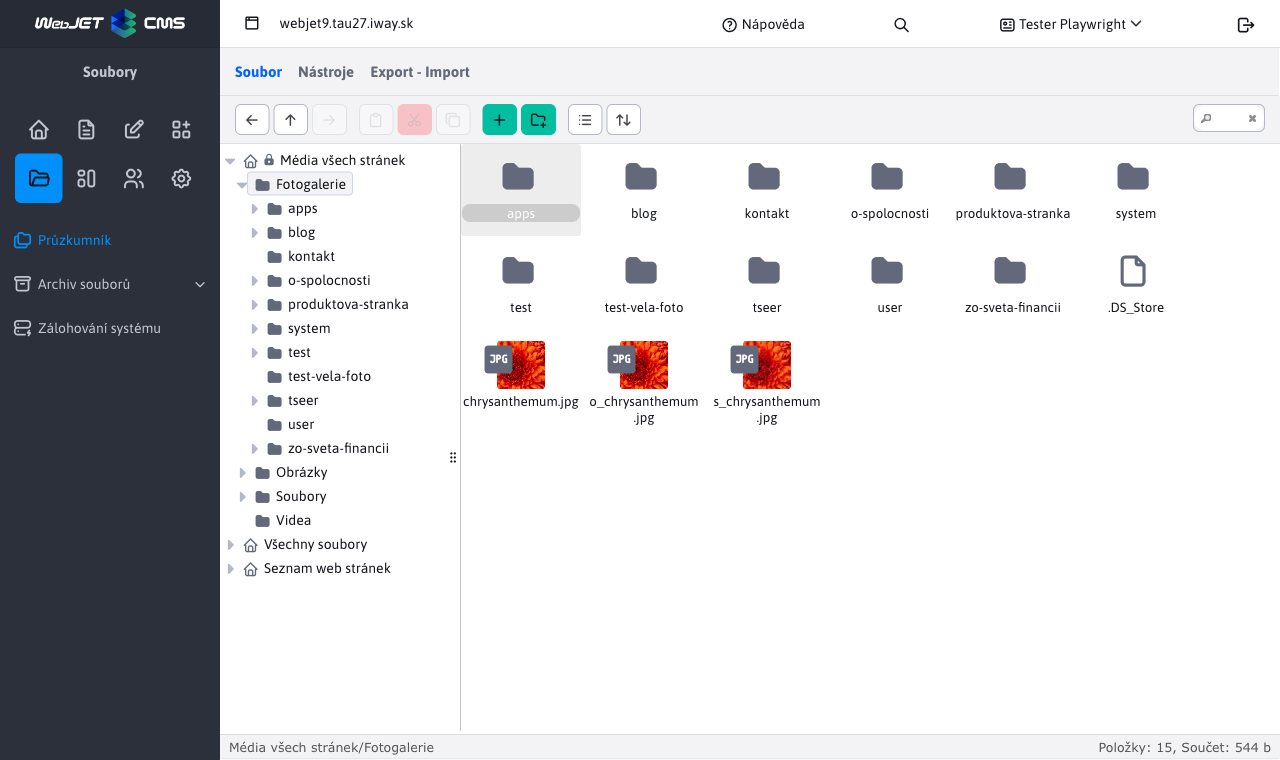 WebJET CMS
webjet9.tau27.iway.sk
Nápověda
Tester Playwright
Soubory
Soubor
Nástroje
Export - Import
Průzkumník
Archiv souborů
Zálohování systému
Média všech stránek
Fotogalerie
apps
blog
kontakt
o-spolocnosti
produktova-stranka
system
test
test-vela-foto
tseer
user
zo-sveta-financii
Obrázky
Soubory
Videa
Všechny soubory
Seznam web stránek
apps
blog
kontakt
o-spolocnosti
produktova-stranka
system
test
test-vela-foto
tseer
user
zo-sveta-financii
.DS_Store
JPG
chrysanthemum.jpg
JPG
o_chrysanthemum
.jpg
JPG
s_chrysanthemum
.jpg
Média všech stránek/Fotogalerie
Položky: 15, Součet: 544 b